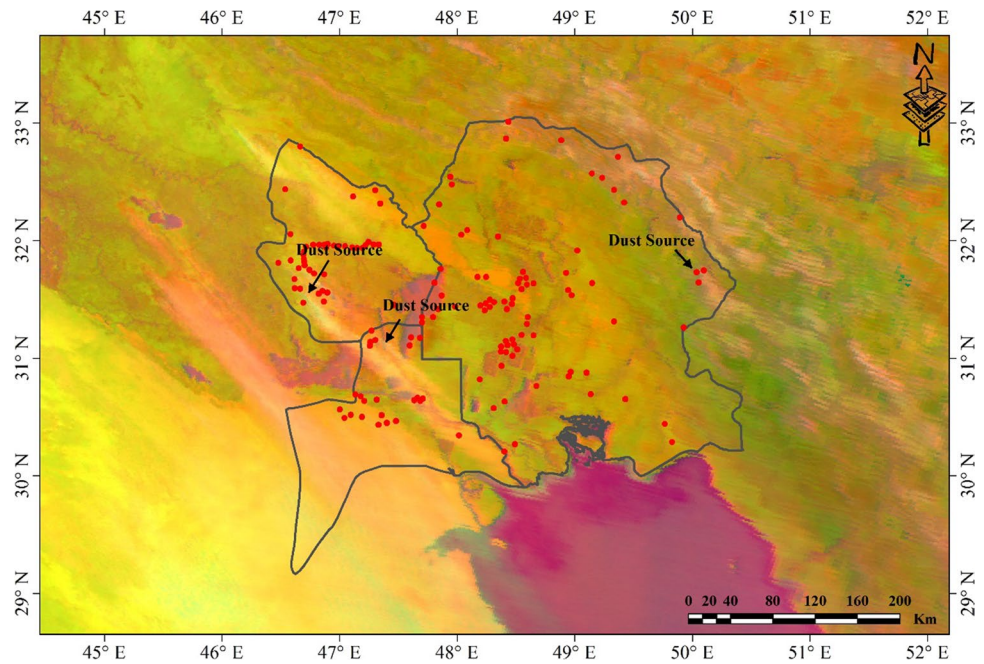 45° E 46° E 47° E 48° E 49° E 50° E 51° E 52° E
N
33° N 33° N
32° N 32° N
Dust Source
Dust Source
Dust Source
31° N 31° N
30° N 30° N
29° N 29° N
0 20 40 80 120 160 200
Km
45° E 46° E 47° E 48° E 49° E 50° E 51° E 52° E